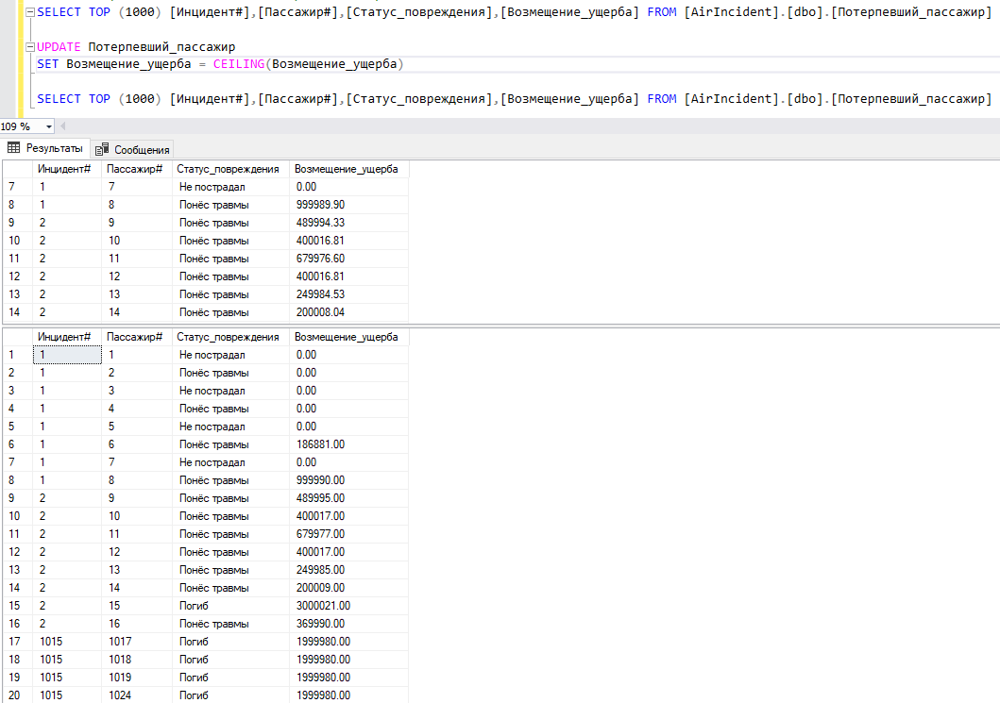 SELECT TOP (1000) [Инцидент#],[Пассажир#],[Статус_повреждения],[Возмещение_ущерба] FROM [AirIncident].[dbo].[Потерпевший_пассажир]
UPDATE Потерпевший_пассажир
SET Возмещение_ущерба = CEILING(Возмещение_ущерба)
SELECT TOP (1000) [Инцидент#],[Пассажир#],[Статус_повреждения],[Возмещение_ущерба] FROM [AirIncident].[dbo].[Потерпевший_пассажир]
109 %
Результаты Сообщения
Инцидент# Пассажир# Статус_повреждения Возмещение_ущерба
7 1 7 Не пострадал 0.00
8 1 8 Понёс травмы 999989.90
9 2 9 Понёс травмы 489994.33
10 2 10 Понёс травмы 400016.81
11 2 11 Понёс травмы 679976.60
12 2 12 Понёс травмы 400016.81
13 2 13 Понёс травмы 249984.53
14 2 14 Понёс травмы 200008.04
Инцидент# Пассажир# Статус_повреждения Возмещение_ущерба
1 1 1 Не пострадал 0.00
2 1 2 Понёс травмы 0.00
3 1 3 Не пострадал 0.00
4 1 4 Понёс травмы 0.00
5 1 5 Не пострадал 0.00
6 1 6 Понёс травмы 186881.00
7 1 7 Не пострадал 0.00
8 1 8 Понёс травмы 999990.00
9 2 9 Понёс травмы 489995.00
10 2 10 Понёс травмы 400017.00
11 2 11 Понёс травмы 679977.00
12 2 12 Понёс травмы 400017.00
13 2 13 Понёс травмы 249985.00
14 2 14 Понёс травмы 200009.00
15 2 15 Погиб 3000021.00
16 2 16 Понёс травмы 369990.00
17 1015 1017 Погиб 1999980.00
18 1015 1018 Погиб 1999980.00
19 1015 1019 Погиб 1999980.00
20 1015 1024 Погиб 1999980.00